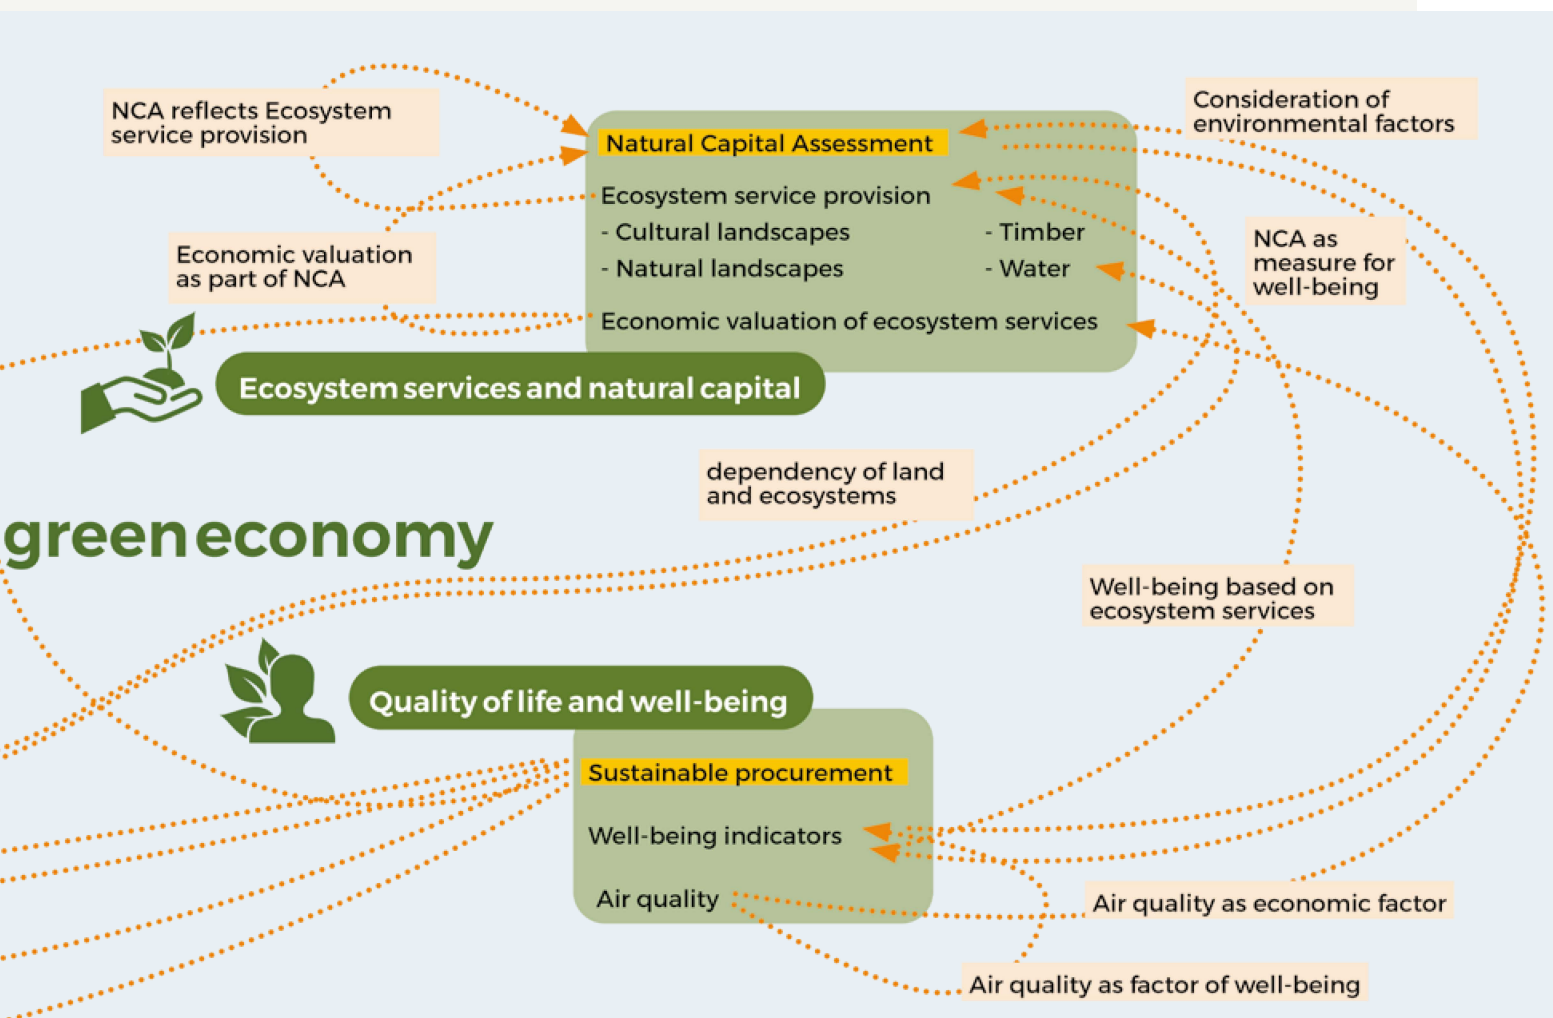 NCA reflects Ecosystem
service provision
Consideration of
environmental factors
Natural Capital Assessment
Ecosystem service provision
- Cultural landscapes
- Timber
- Natural landscapes
- Water
Economic valuation of ecosystem services
Economic valuation
as part of NCA
NCA as
measure for
well-being
Ecosystem services and natural capital
dependency of land
and ecosystems
green economy
Well-being based on
ecosystem services
Quality of life and well-being
Sustainable procurement
Well-being indicators
Air quality
Air quality as economic factor
Air quality as factor of well-being